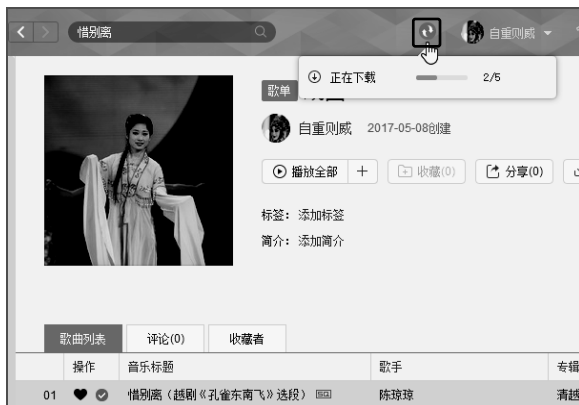 惜别离
自重则威
正在下载 2/5
歌单
自重则威 2017-05-08创建
播放全部 收藏(0) 分享(0)
标签： 添加标签
简介： 添加简介
歌曲列表 评论(0) 收藏者
操作 音乐标题 歌手 专辑
01 惜别离（越剧《孔雀东南飞》选段） 陈琼琼 清越